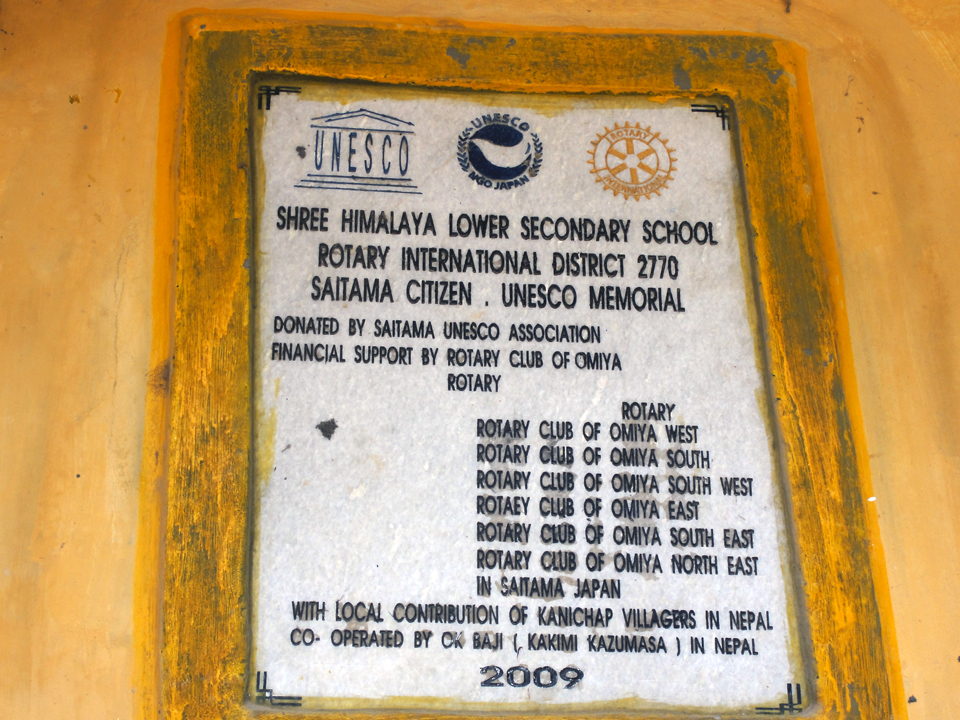 UNESCO
UNESCO
NGO JAPAN
ROTARY
INTERNATIONAL
SHREE HIMALAYA LOWER SECONDARY SCHOOL
ROTARY INTERNATIONAL DISTRICT 2770
SAITAMA CITIZEN . UNESCO MEMORIAL
DONATED BY SAITAMA UNESCO ASSOCIATION
FINANCIAL SUPPORT BY ROTARY CLUB OF OMIYA
ROTARY
ROTARY
ROTARY CLUB OF OMIYA WEST
ROTARY CLUB OF OMIYA SOUTH
ROTARY CLUB OF OMIYA SOUTH WEST
ROTAEY CLUB OF OMIYA EAST
ROTARY CLUB OF OMIYA SOUTH EAST
ROTARY CLUB OF OMIYA NORTH EAST
IN SAITAMA JAPAN
WITH LOCAL CONTRIBUTION OF KANICHAP VILLAGERS IN NEPAL
CO- OPERATED BY OK BAJI ( KAKIMI KAZUMASA ) IN NEPAL
2009